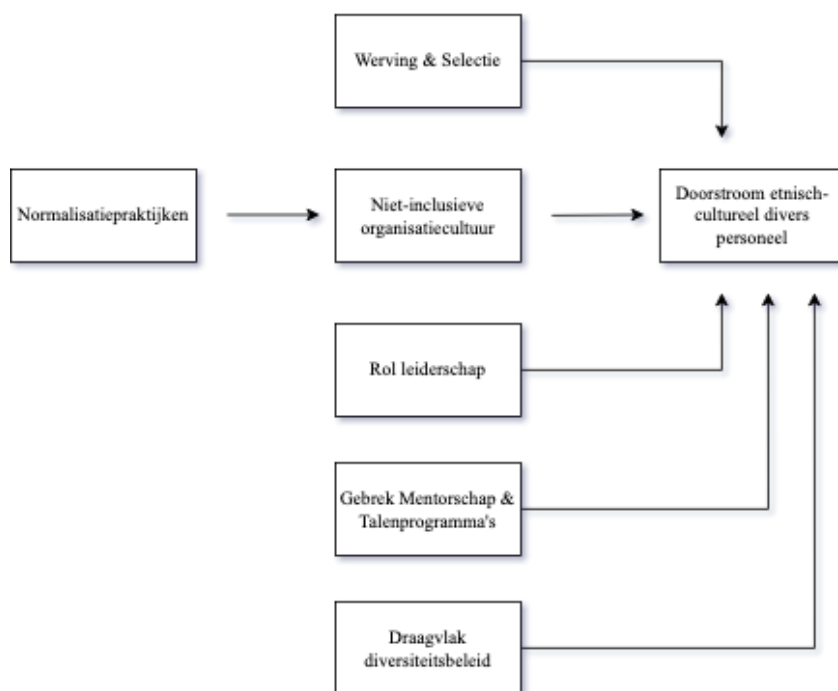 Werving & Selectie
Normalisatiepraktijken
Niet-inclusieve
organisatiecultuur
Doorstroom etnisch-
cultureel divers
personeel
Rol leiderschap
Gebrek Mentorschap &
Talenprogramma's
Draagvlak
diversiteitsbeleid